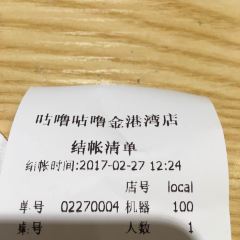 咕噜咕噜金港湾店
结帐清单
结帐时间:2017-02-27 12:24
店号 local
单号 02270004 机器 100
桌号 人数 1